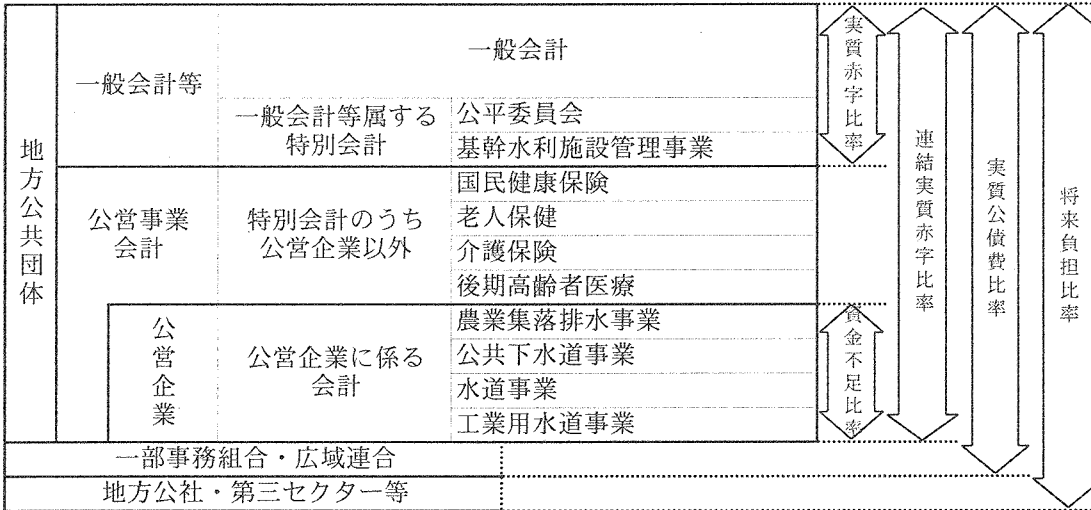 地方公共団体
一般会計等
一般会計
一般会計等属する
特別会計
公平委員会
基幹水利施設管理事業
公営事業
会計
特別会計のうち
公営企業以外
国民健康保険
老人保健
介護保険
後期高齢者医療
公営企業
公営企業に係る
会計
農業集落排水事業
公共下水道事業
水道事業
工業用水道事業
一部事務組合・広域連合
地方公社・第三セクター等
実質赤字比率
資金不足比率
連結実質赤字比率
実質公債費比率
将来負担比率